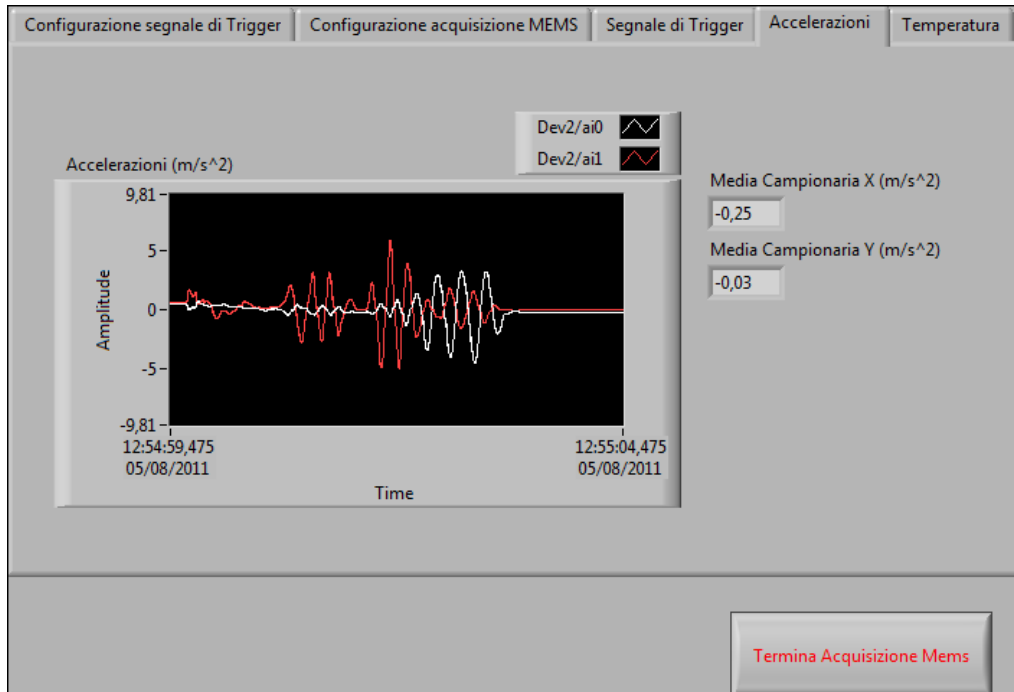 Configurazione segnale di Trigger
Configurazione acquisizione MEMS
Segnale di Trigger
Accelerazioni
Temperatura
Dev2/ai0
Dev2/ai1
Accelerazioni (m/s^2)
9,81
5
0
-5
-9,81
Amplitude
12:54:59,475
05/08/2011
12:55:04,475
05/08/2011
Time
Media Campionaria X (m/s^2)
-0,25
Media Campionaria Y (m/s^2)
-0,03
Termina Acquisizione Mems